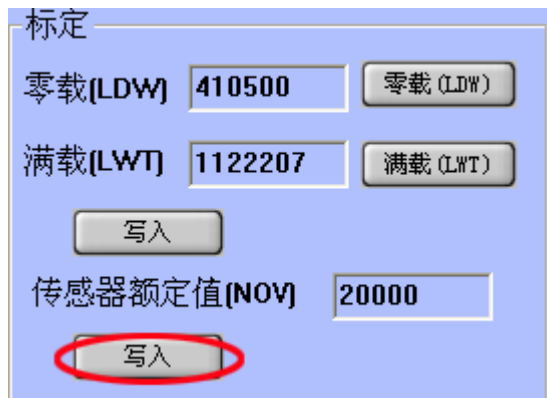 标定
零载(LDW) 410500 零载(LDW)
满载(LWT) 1122207 满载(LWT)
写入
传感器额定值(NOV) 20000
写入